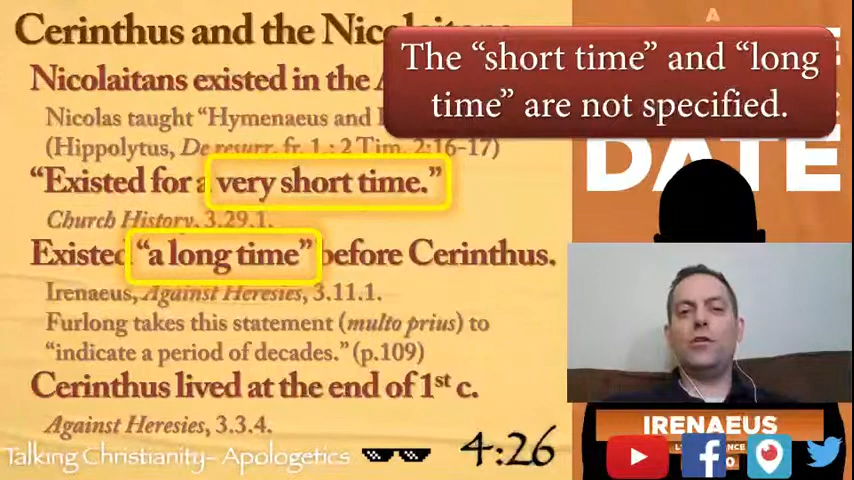 Cerinthus and the Nicolaitans
Nicolaitans existed in the A
The “short time” and “long
time” are not specified.
Nicolas taught “Hymenaeus and
(Hippolytus, De resurr. fr. 1.; 2 Tim. 2:16-17)
“Existed for a very short time.”
Church History, 3.29.1.
Existed “a long time” before Cerinthus.
Irenaeus, Against Heresies, 3.11.1.
Furlong takes this statement (multo prius) to
“indicate a period of decades.” (p.109)
Cerinthus lived at the end of 1st c.
Against Heresies, 3.3.4.
Talking Christianity- Apologetics
4:26
A
DATE
IRENAEUS